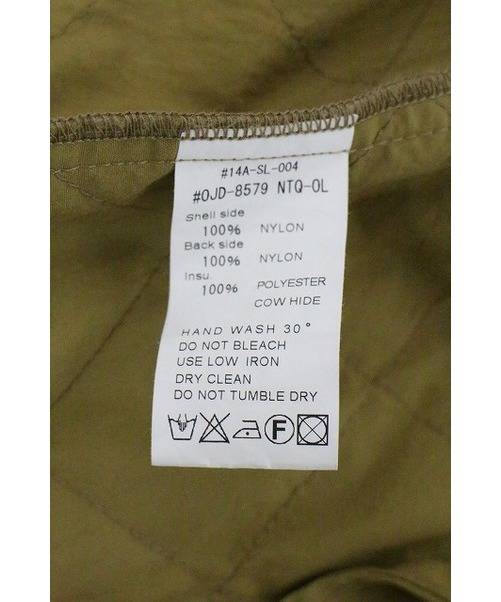 #14A-SL-004
#OJD-8579 NTQ-OL
Shell side
100% NYLON
Back side
100% NYLON
Insu.
100% POLYESTER
COW HIDE
HAND WASH 30°
DO NOT BLEACH
USE LOW IRON
DRY CLEAN
DO NOT TUMBLE DRY
F